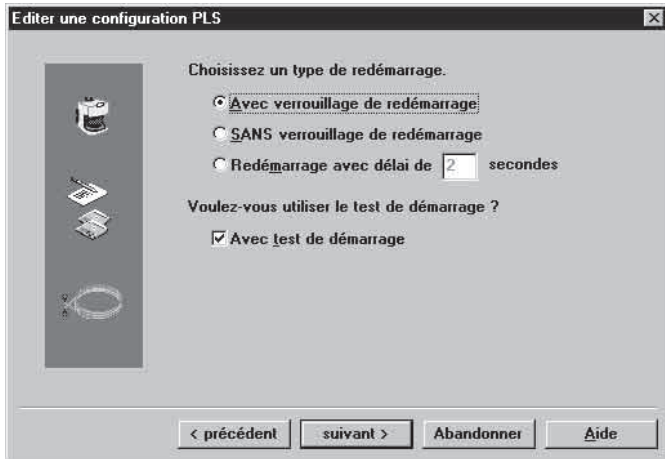 Editer une configuration PLS
Choisissez un type de redémarrage.
Avec verrouillage de redémarrage
SANS verrouillage de redémarrage
Redémarrage avec délai de 2 secondes
Voulez-vous utiliser le test de démarrage ?
Avec test de démarrage
< précédent suivant > Abandonner Aide